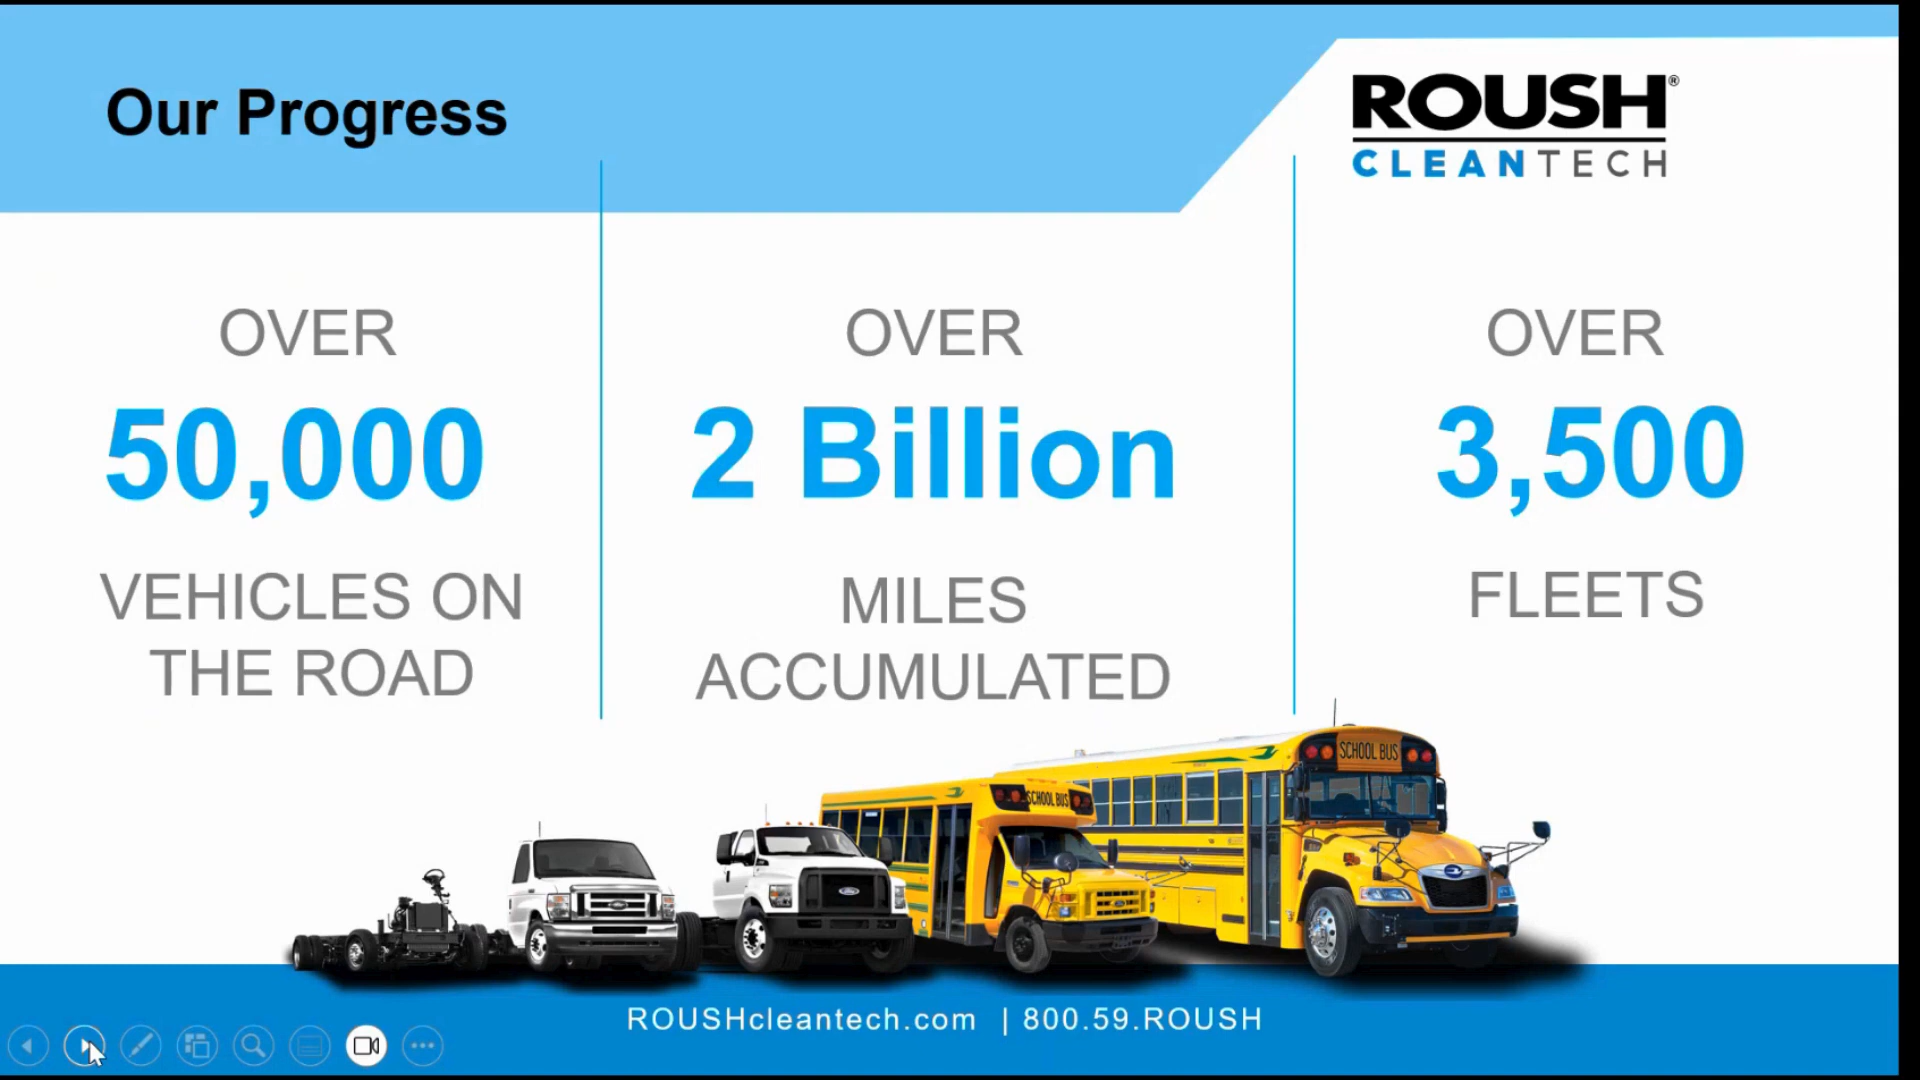 Our Progress
ROUSH®
CLEANTECH
OVER
50,000
VEHICLES ON
THE ROAD
OVER
2 Billion
MILES
ACCUMULATED
OVER
3,500
FLEETS
SCHOOL BUS
SCHOOL BUS
ROUSHcleantech.com | 800.59.ROUSH